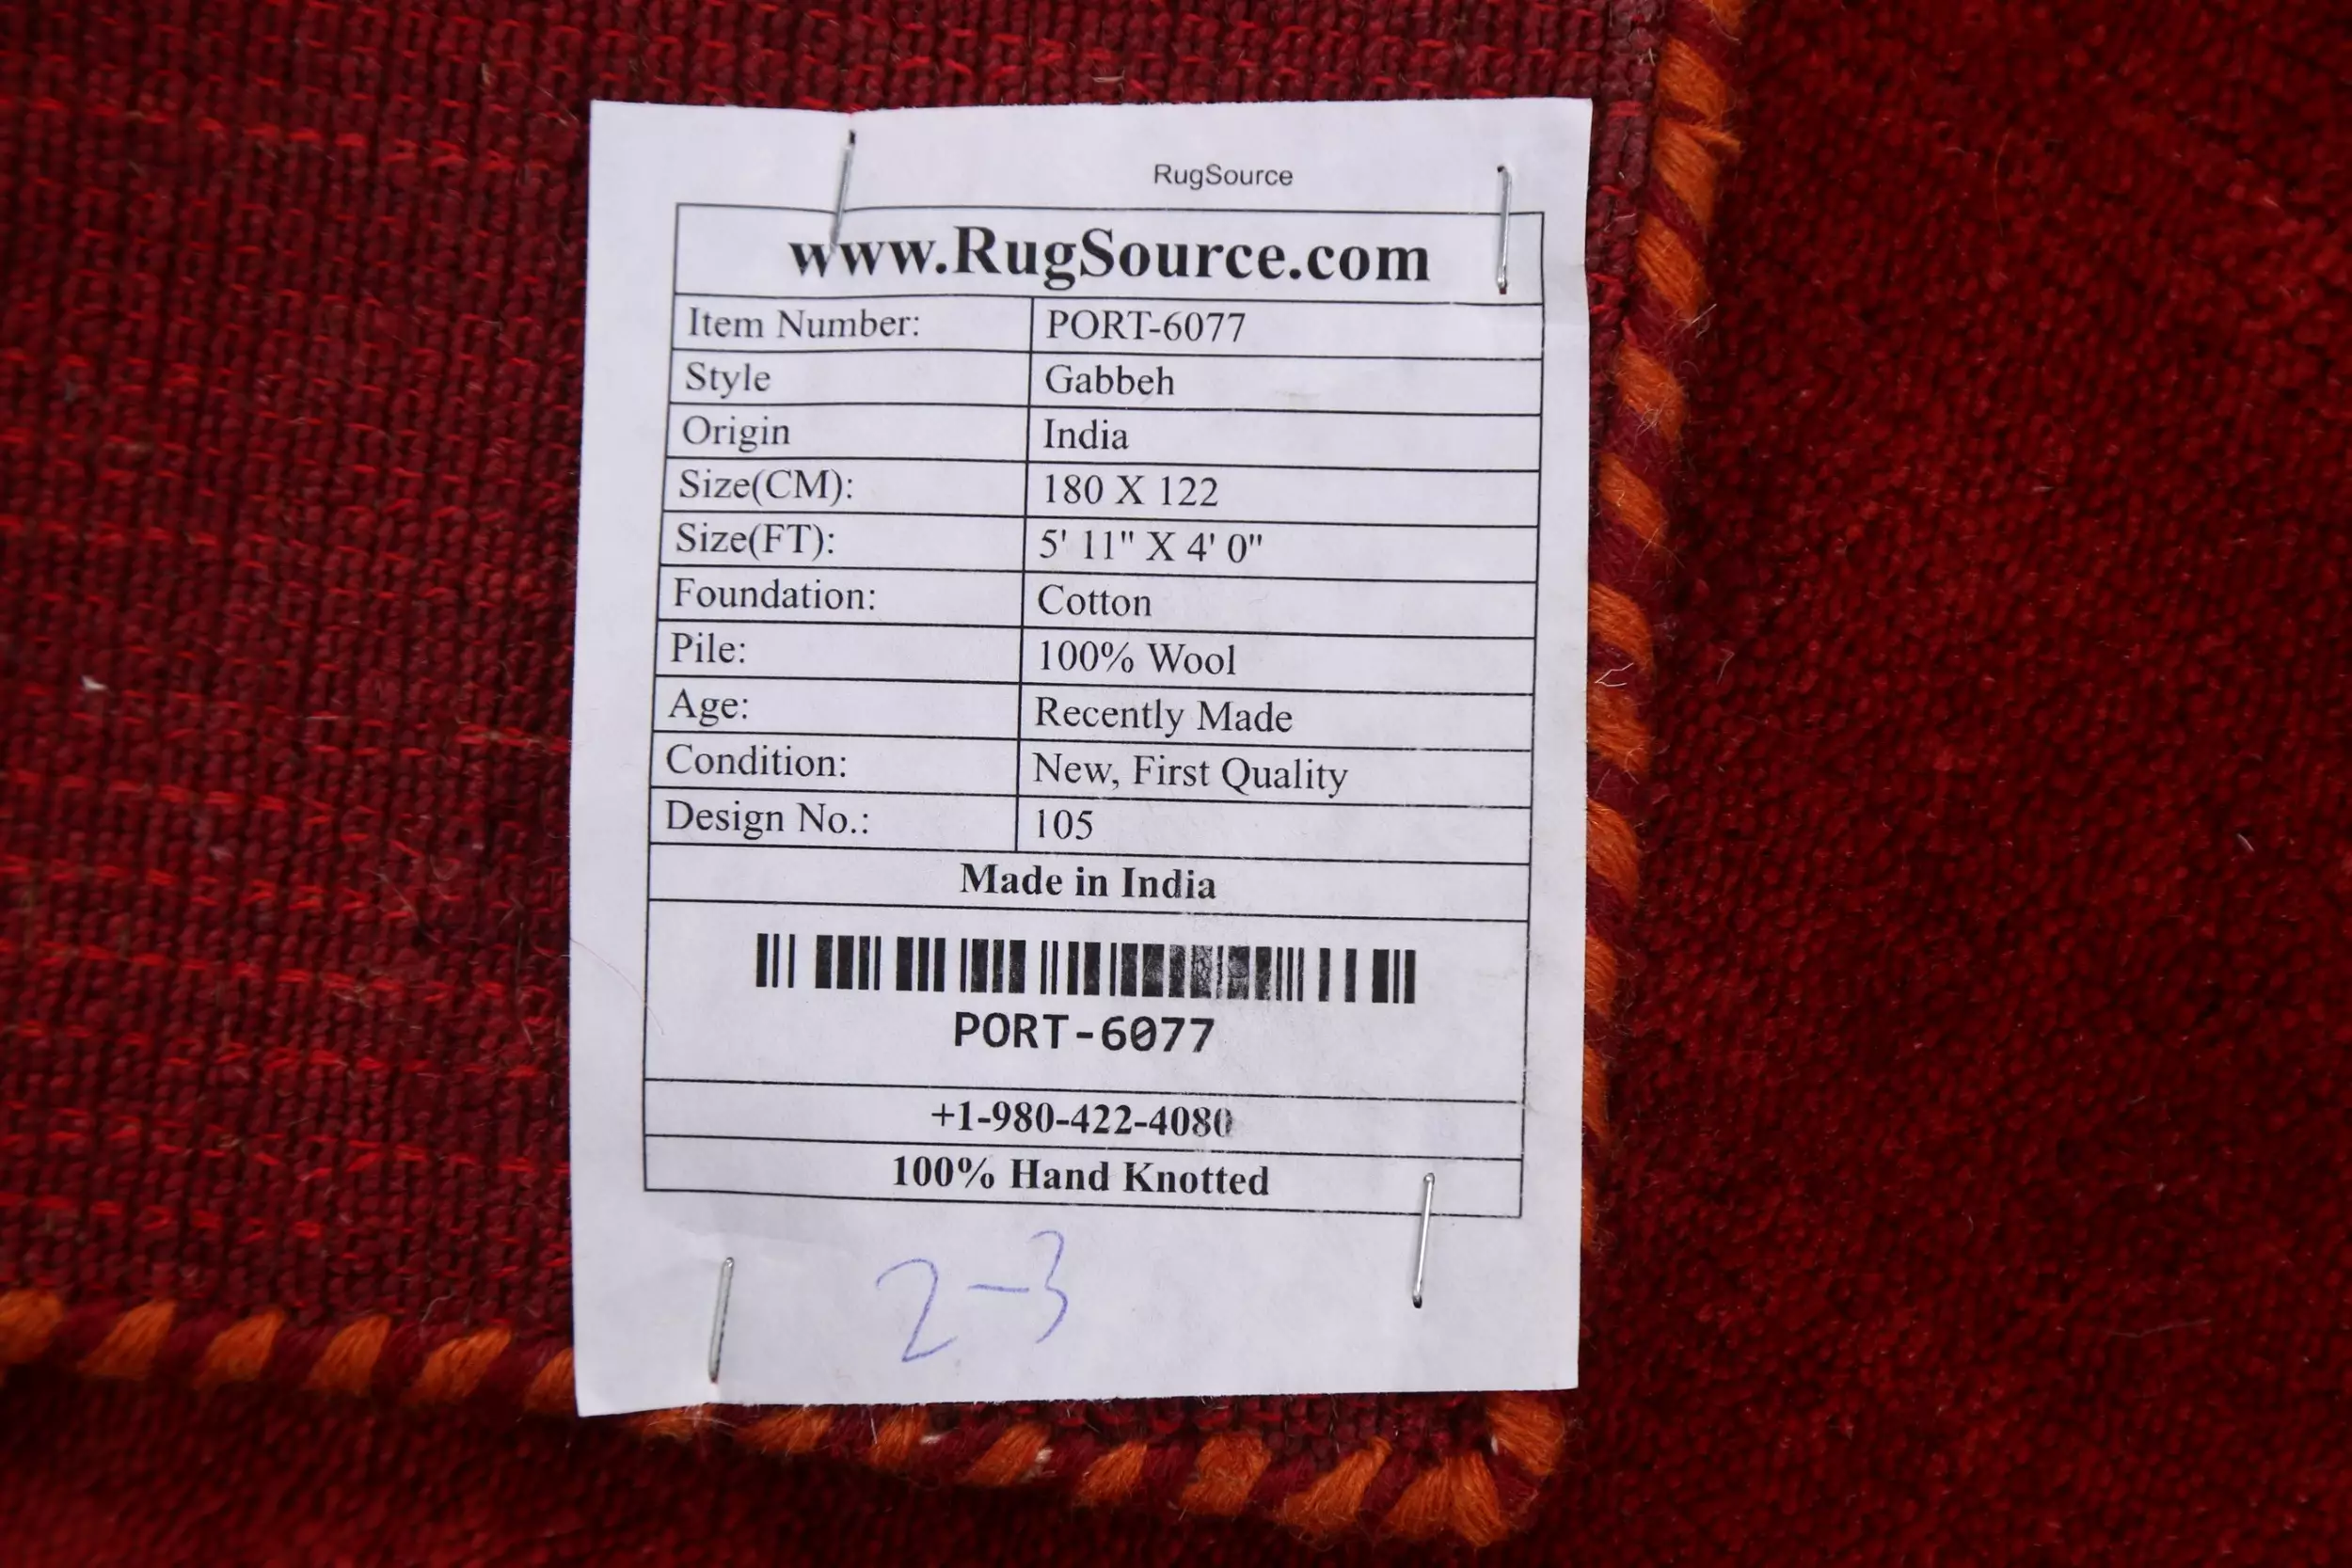 RugSource
www.RugSource.com
Item Number: PORT-6077
Style Gabbeh
Origin India
Size(CM): 180 X 122
Size(FT): 5' 11" X 4' 0"
Foundation: Cotton
Pile: 100% Wool
Age: Recently Made
Condition: New, First Quality
Design No.: 105
Made in India
PORT-6077
+1-980-422-4080
100% Hand Knotted
2-3